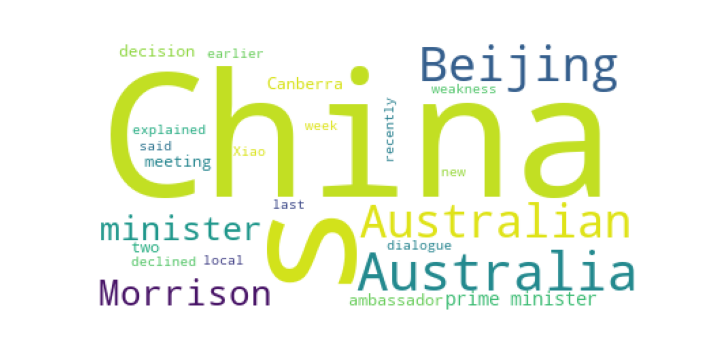 decision
earlier
Beijing
China
Canberra
weakness
explained
week
recently
said
Xiao
meeting
new
last
minister
s
Australian
two
dialogue
declined
local
Australia
Morrison
ambassador
prime minister